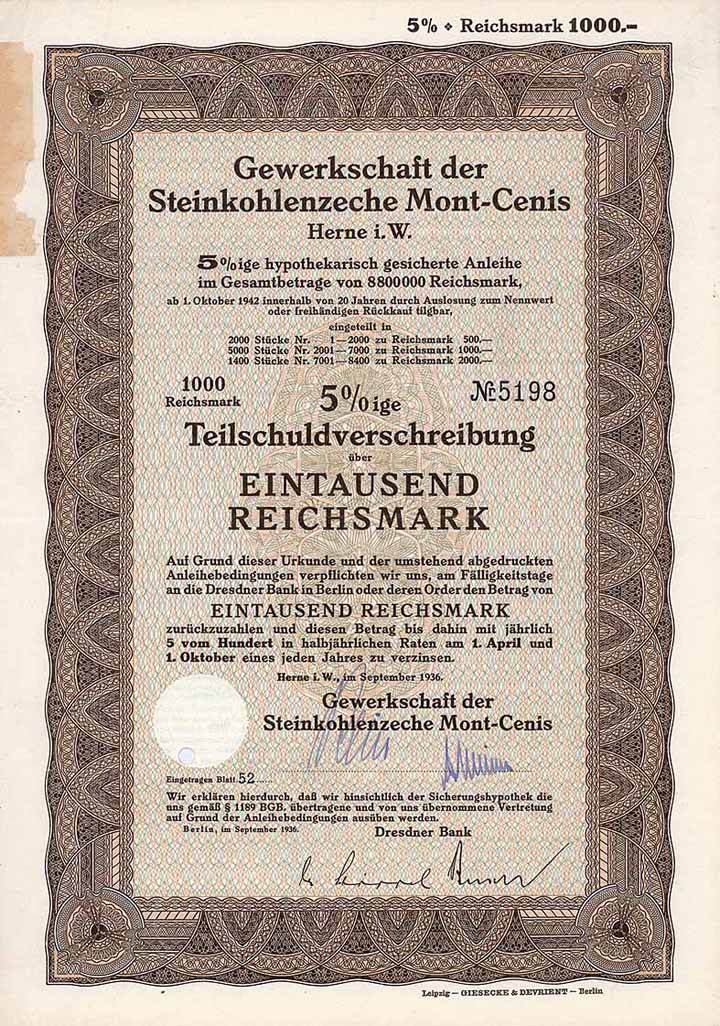 5% ❖ Reichsmark 1000.–
Gewerkschaft der
Steinkohlenzeche Mont-Cenis
Herne i. W.
5%ige hypothekarisch gesicherte Anleihe
im Gesamtbetrage von 8800000 Reichsmark,
ab 1. Oktober 1942 innerhalb von 20 Jahren durch Auslosung zum Nennwert
oder freihändigen Rückkauf tilgbar,
eingeteilt in
2000 Stücke Nr. 1—2000 zu Reichsmark 500.—
5000 Stücke Nr. 2001—7000 zu Reichsmark 1000.—
1400 Stücke Nr. 7001—8400 zu Reichsmark 2000.—
1000
Reichsmark
5%ige
№ 5198
Teilschuldverschreibung
über
EINTAUSEND
REICHSMARK
Auf Grund dieser Urkunde und der umstehend abgedruckten
Anleihebedingungen verpflichten wir uns, am Fälligkeitstage
an die Dresdner Bank in Berlin oder deren Order den Betrag von
EINTAUSEND REICHSMARK
zurückzuzahlen und diesen Betrag bis dahin mit jährlich
5 vom Hundert in halbjährlichen Raten am 1. April und
1. Oktober eines jeden Jahres zu verzinsen.
Herne i. W., im September 1936.
Gewerkschaft der
Steinkohlenzeche Mont-Cenis
Eingetragen Blatt 52
Wir erklären hierdurch, daß wir hinsichtlich der Sicherungshypothek die
uns gemäß § 1189 BGB. übertragene und von uns übernommene Vertretung
auf Grund der Anleihebedingungen ausüben werden.
Berlin, im September 1936.
Dresdner Bank
Leipzig — GIESECKE & DEVRIENT — Berlin